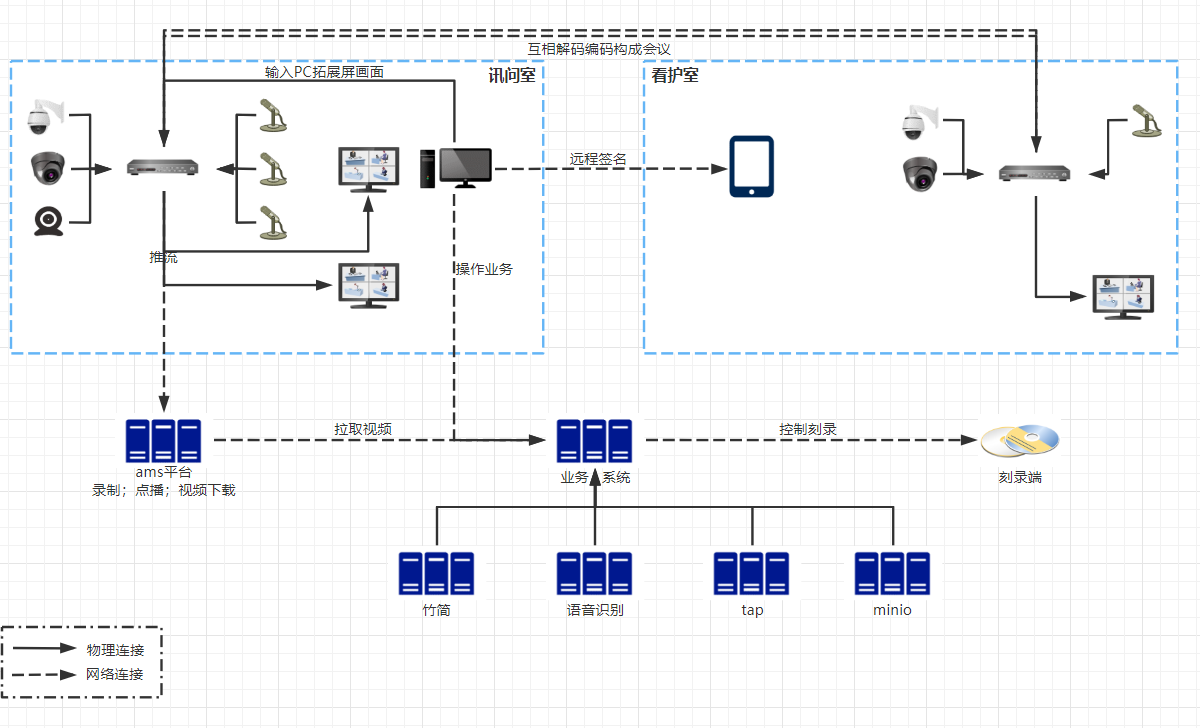 互相解码编码构成会议
输入PC拓展屏画面
讯问室
看护室
远程签名
推流
操作业务
拉取视频
控制刻录
ams平台
录制；点播；视频下载
业务 系统
刻录端
竹简
语音识别
tap
minio
物理连接
网络连接